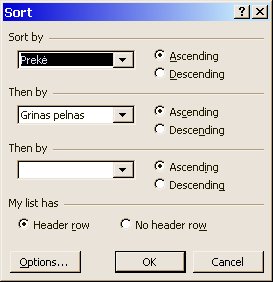 Sort
Sort by
Prekė
Ascending
Descending
Then by
Grinas pelnas
Ascending
Descending
Then by
Ascending
Descending
My list has
Header row
No header row
Options...
OK
Cancel